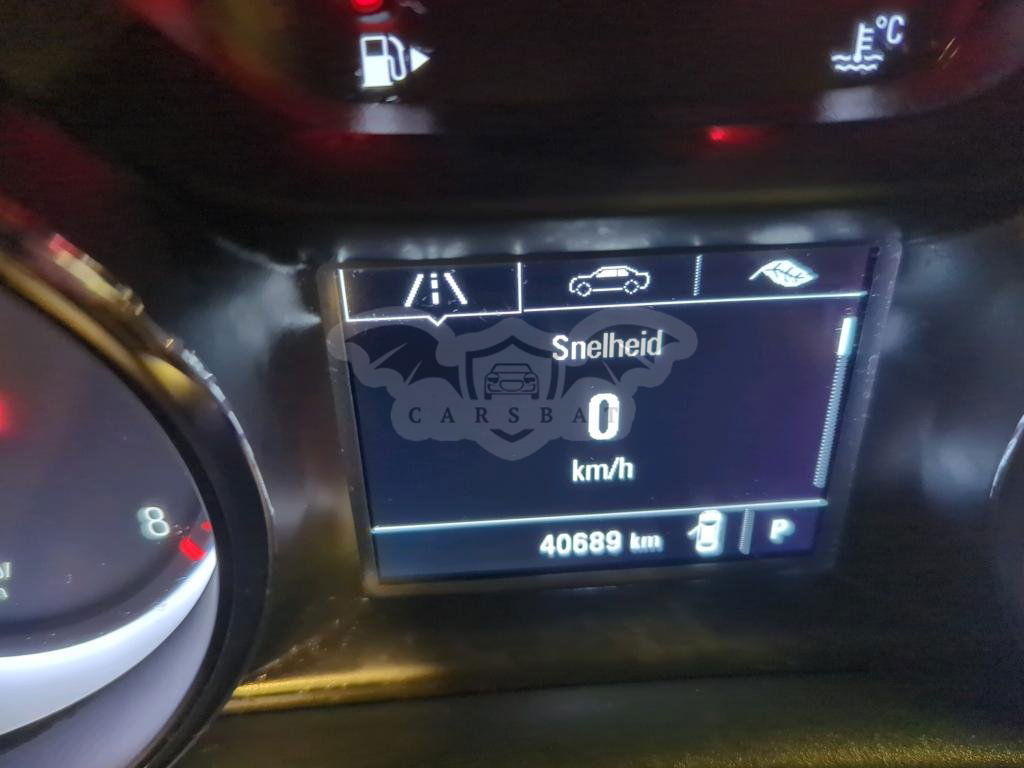 °C
Snelheid
CARSBAT
0
km/h
8
40689 km
P